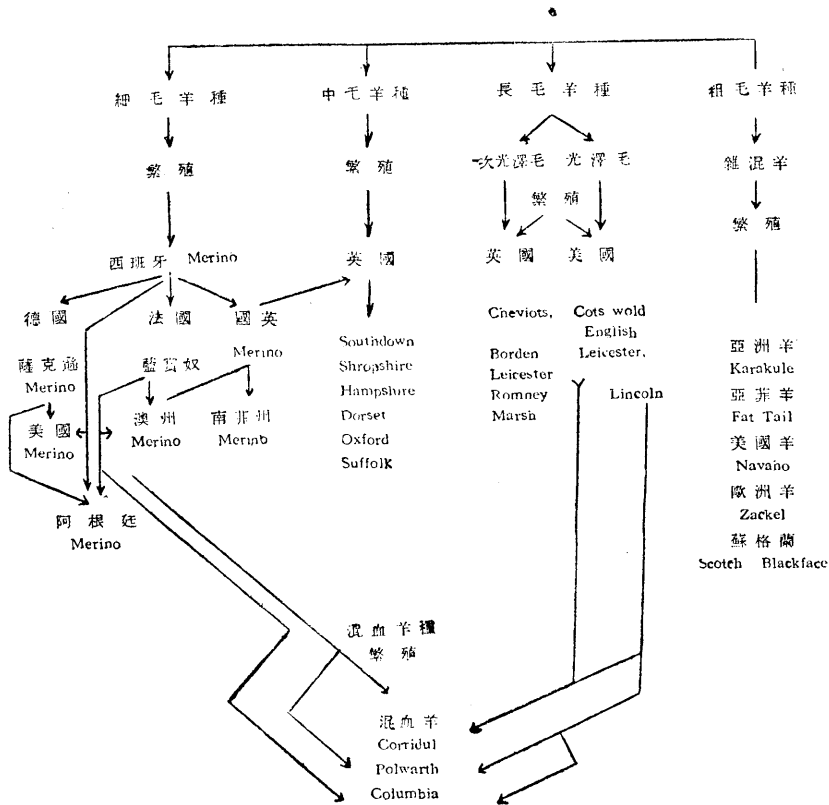 細毛羊種
中毛羊種
長毛羊種
粗毛羊種
次光澤毛 光澤毛
雜混羊
繁殖
繁殖
繁殖
繁殖
西班牙 Merino
英國
英國
美國
德國
法國
國英
Merino
薩克遜
Merino
藍富奴
美國
Merino
澳州
Merino
南非州
Merino
阿根廷
Merino
Southdown
Shropshire
Hampshire
Dorset
Oxford
Suffolk
Cheviots,
Borden
Leicester
Romney
Marsh
Cots wold
English
Leicester,
Lincoln
亞洲羊
Karakule
亞非羊
Fat Tail
美國羊
Navaho
歐洲羊
Zackel
蘇格蘭
Scotch Blackface
混血羊種
繁殖
混血羊
Corridul
Polwarth
Columbia